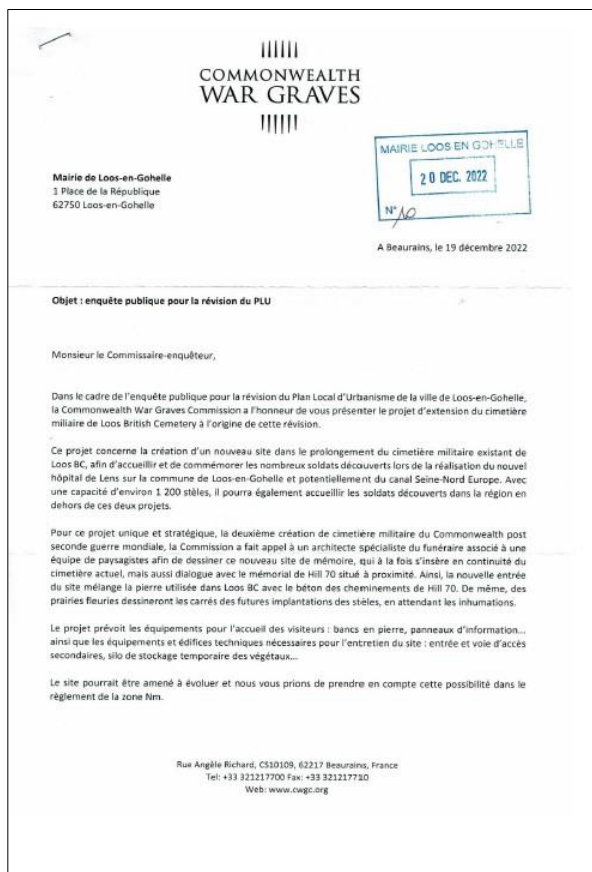 COMMONWEALTH
WAR GRAVES
MAIRIE LOOS EN GOHELLE
20 DEC. 2022
N° 10
Mairie de Loos-en-Gohelle
1 Place de la République
62750 Loos-en-Gohelle
A Beaurains, le 19 décembre 2022
Objet : enquête publique pour la révision du PLU
Monsieur le Commissaire-enquêteur,
Dans le cadre de l'enquête publique pour la révision du Plan Local d'Urbanisme de la ville de Loos-en-Gohelle,
la Commonwealth War Graves Commission a l'honneur de vous présenter le projet d'extension du cimetière
miliaire de Loos British Cemetery à l'origine de cette révision.
Ce projet concerne la création d'un nouveau site dans le prolongement du cimetière militaire existant de
Loos BC, afin d'accueillir et de commémorer les nombreux soldats découverts lors de la réalisation du nouvel
hôpital de Lens sur la commune de Loos-en-Gohelle et potentiellement du canal Seine-Nord Europe. Avec
une capacité d'environ 1 200 stèles, il pourra également accueillir les soldats découverts dans la région en
dehors de ces deux projets.
Pour ce projet unique et stratégique, la deuxième création de cimetière militaire du Commonwealth post
seconde guerre mondiale, la Commission a fait appel à un architecte spécialiste du funéraire associé à une
équipe de paysagistes afin de dessiner ce nouveau site de mémoire, qui à la fois s'insère en continuité du
cimetière actuel, mais aussi dialogue avec le mémorial de Hill 70 situé à proximité. Ainsi, la nouvelle entrée
du site mélange la pierre utilisée dans Loos BC avec le béton des cheminements de Hill 70. De même, des
prairies fleuries dessineront les carrés des futures implantations des stèles, en attendant les inhumations.
Le projet prévoit les équipements pour l'accueil des visiteurs : bancs en pierre, panneaux d'information...
ainsi que les équipements et édifices techniques nécessaires pour l'entretien du site : entrée et voie d'accès
secondaires, silo de stockage temporaire des végétaux...
Le site pourrait être amené à évoluer et nous vous prions de prendre en compte cette possibilité dans le
règlement de la zone Nm.
Rue Angèle Richard, CS10109, 62217 Beaurains, France
Tel: +33 321217700 Fax: +33 321217710
Web: www.cwgc.org